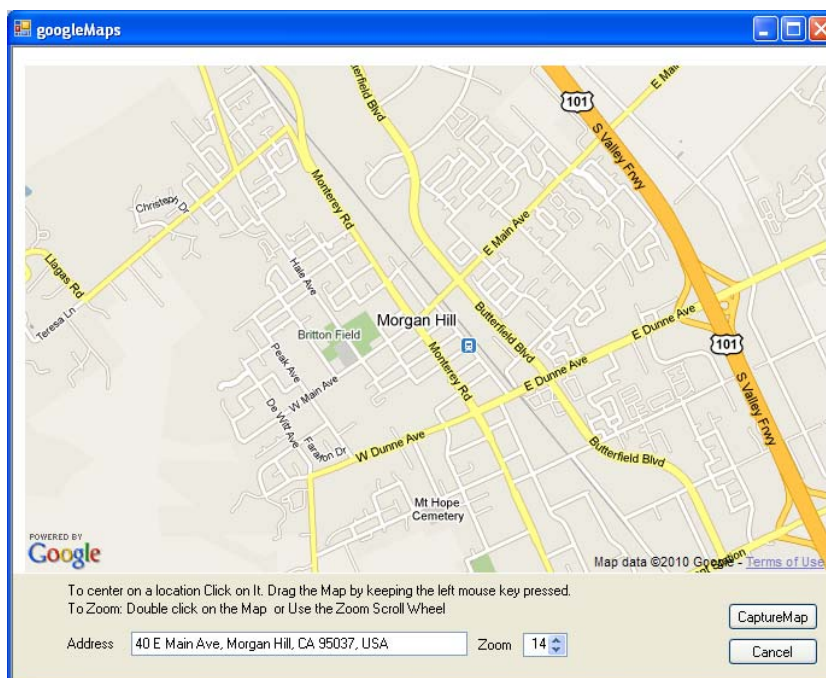 googleMaps
E Main
101
Butterfield Blvd
S Valley Frwy
Christeps Dr
Monterey Rd
E Main Ave
Llagas Rd
Hale Ave
Teresa Ln
Morgan Hill
Britton Field
Butterfield Blvd
E Dunne Ave
101
Peak Ave
Monterey Rd
E Dunne Ave
S Valley Frwy
W Main Ave
De Witt Ave
W Dunne Ave
Farallon Dr
Butterfield Blvd
Mt Hope
Cemetery
POWERED BY
Google
Map data ©2010 Google - Terms of Use
To center on a location Click on It. Drag the Map by keeping the left mouse key pressed.
To Zoom: Double click on the Map or Use the Zoom Scroll Wheel
CaptureMap
Address 40 E Main Ave, Morgan Hill, CA 95037, USA Zoom 14
Cancel